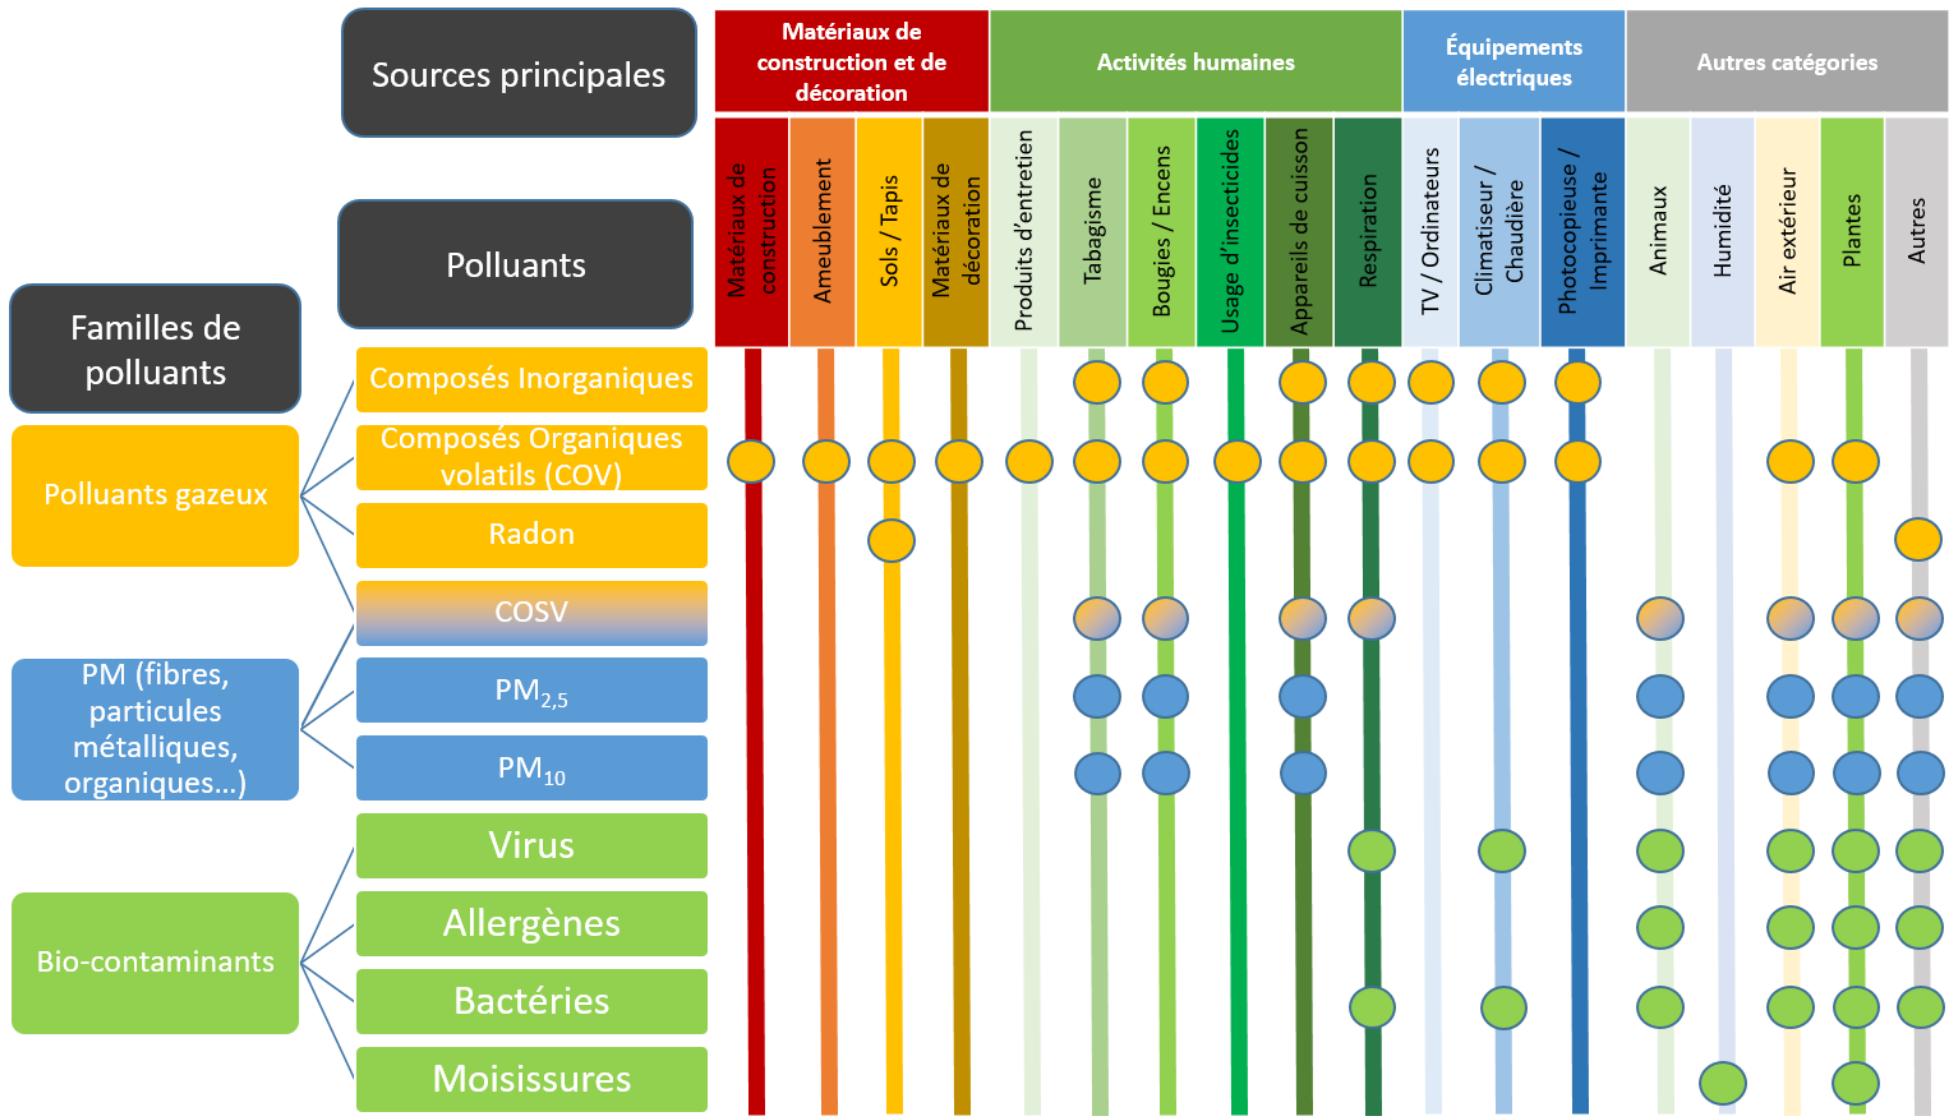 Sources principales
Matériaux de
construction et de
décoration
Activités humaines
Équipements
électriques
Autres catégories
Polluants
Familles de
polluants
Matériaux de
construction
Ameublement
Sols / Tapis
Matériaux de
décoration
Produits d'entretien
Tabagisme
Bougies / Encens
Usage d'insecticides
Appareils de cuisson
Respiration
TV / Ordinateurs
Climatiseur /
Chaudière
Photocopieuse /
Imprimante
Animaux
Humidité
Air extérieur
Plantes
Autres
Polluants gazeux
Composés Inorganiques
Composés Organiques
volatils (COV)
Radon
COSV
PM (fibres,
particules
métalliques,
organiques...)
PM2,5
PM10
Bio-contaminants
Virus
Allergènes
Bactéries
Moisissures